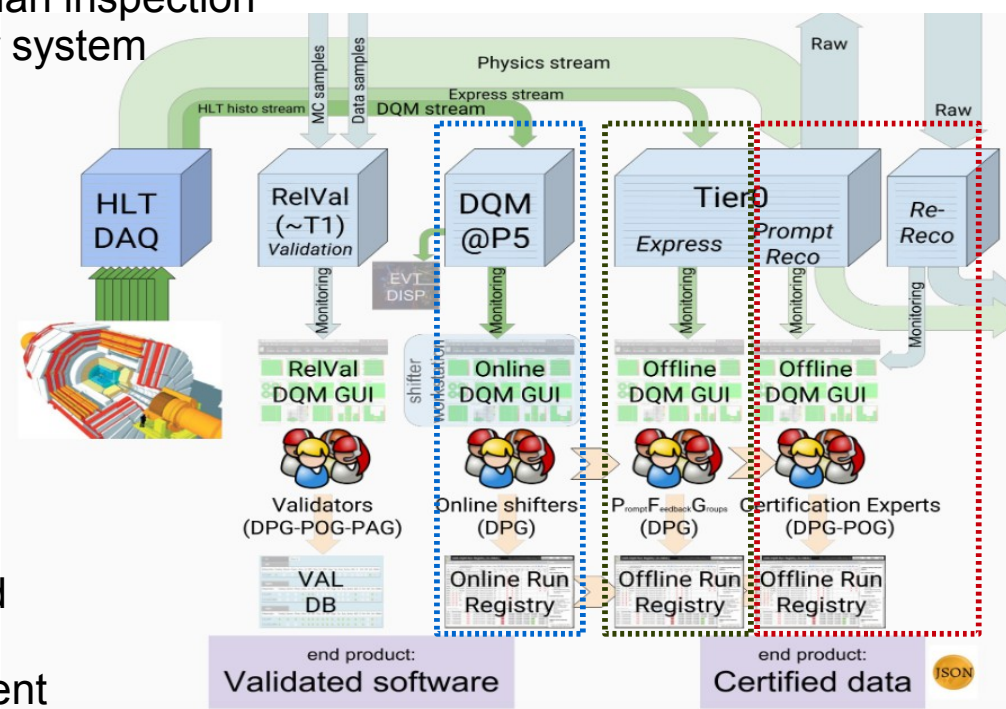 an inspection
system
Physics stream
Express stream
HLT histo stream
DQM stream
MC samples
Data samples
Raw
Raw
HLT
DAQ
RelVal
(~T1)
Validation
DQM
@P5
Tier0
Express
Prompt
Reco
Re-
Reco
EVT
DISP
Monitoring
Monitoring
Monitoring
Monitoring
Monitoring
shifter
workstation
RelVal
DQM GUI
Online
DQM GUI
Offline
DQM GUI
Offline
DQM GUI
Validators
(DPG-POG-PAG)
Online shifters
(DPG)
PromptFeedbackGroups
(DPG)
Certification Experts
(DPG-POG)
VAL
DB
Online Run
Registry
Offline Run
Registry
Offline Run
Registry
end product:
Validated software
end product:
Certified data
JSON